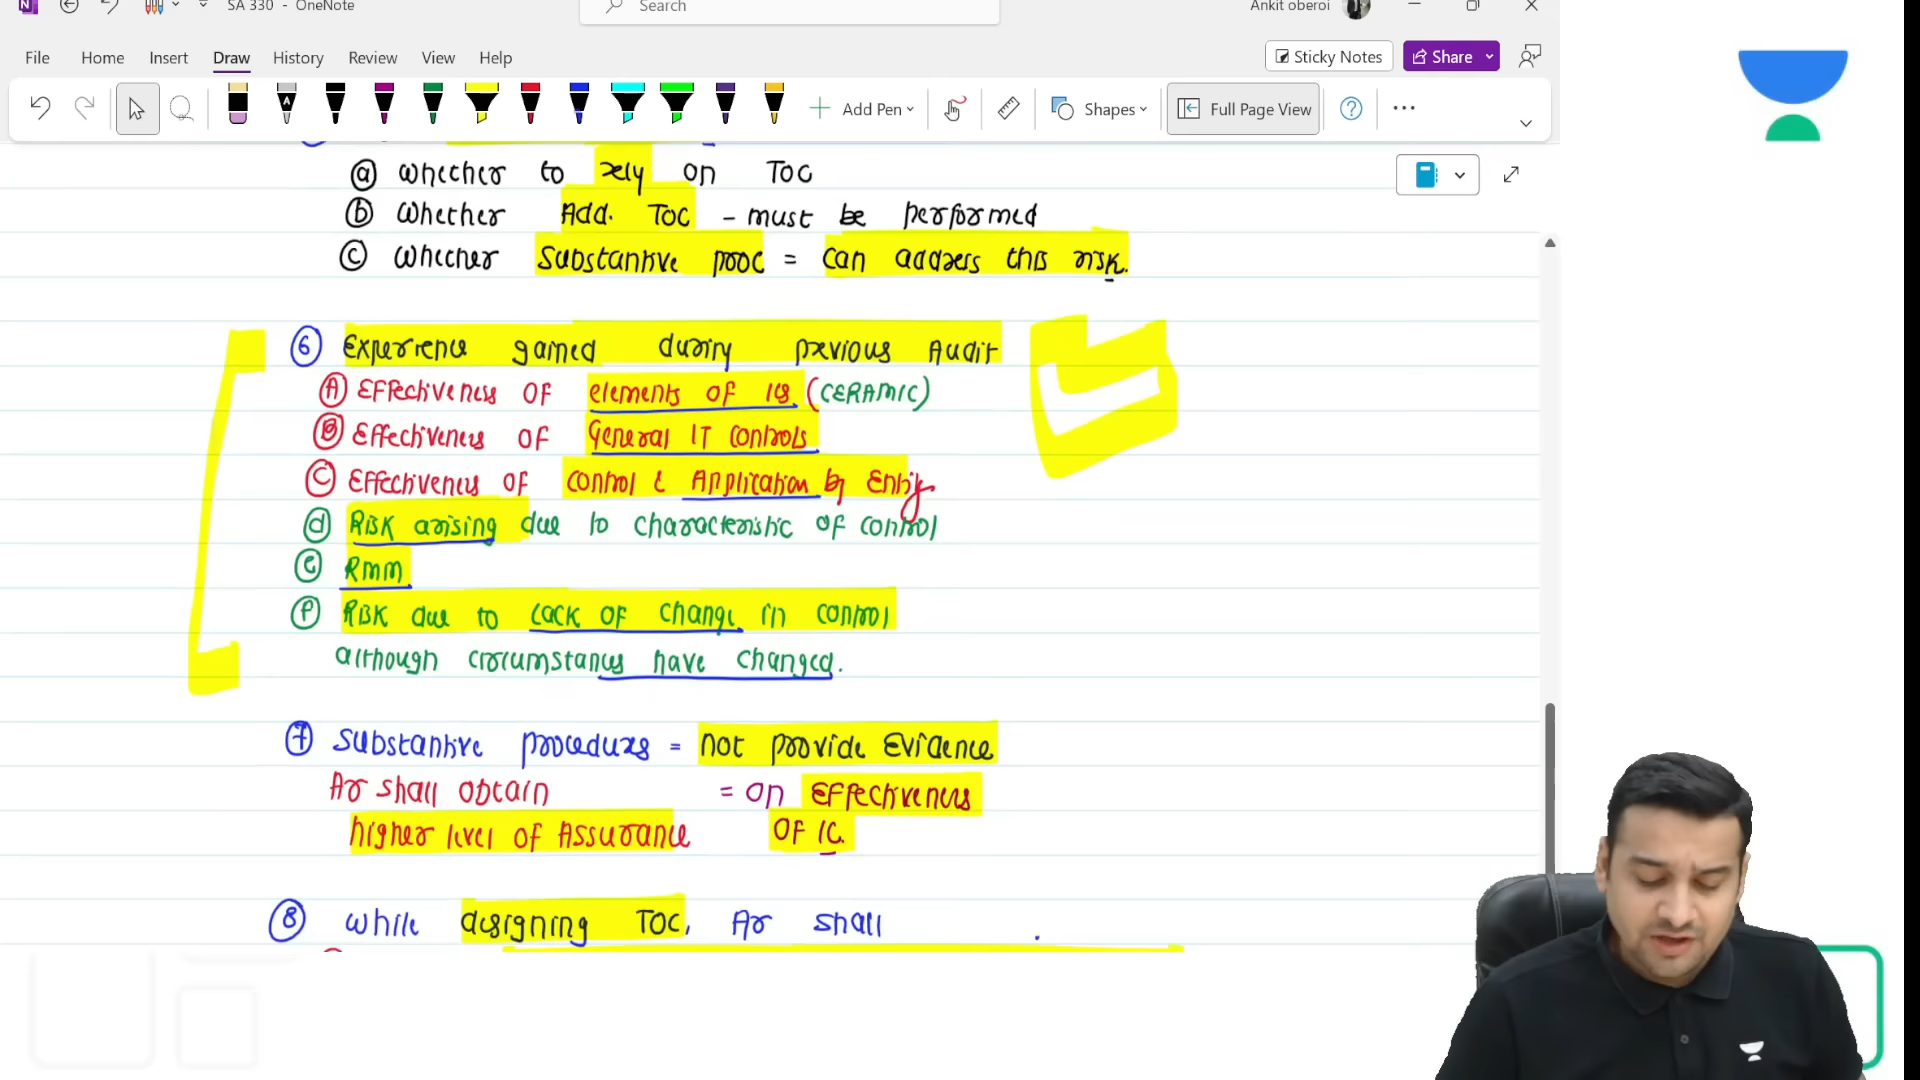 SA 330 - OneNote
Search
Ankit oberoi
File Home Insert Draw History Review View Help
Sticky Notes
Share
Add Pen
Shapes
Full Page View
(a) Whether to rely on TOC
(b) Whether Add. TOC - must be performed
(c) Whether Substantive proc = can address this risk.
(6) Experience gained during previous Audit
(A) Effectiveness of elements of ICS (CERAMIC)
(B) Effectiveness of General IT Controls
(C) Effectiveness of control & Application by Entity
(d) Risk arising due to characteristic of control
(e) Rmm
(f) Risk due to lack of change in control
although circumstances have changed.
(7) Substantive procedures = not provide Evidence
Ar shall obtain = on Effectiveness
higher level of Assurance of IC.
(8) While designing TOC, Ar shall